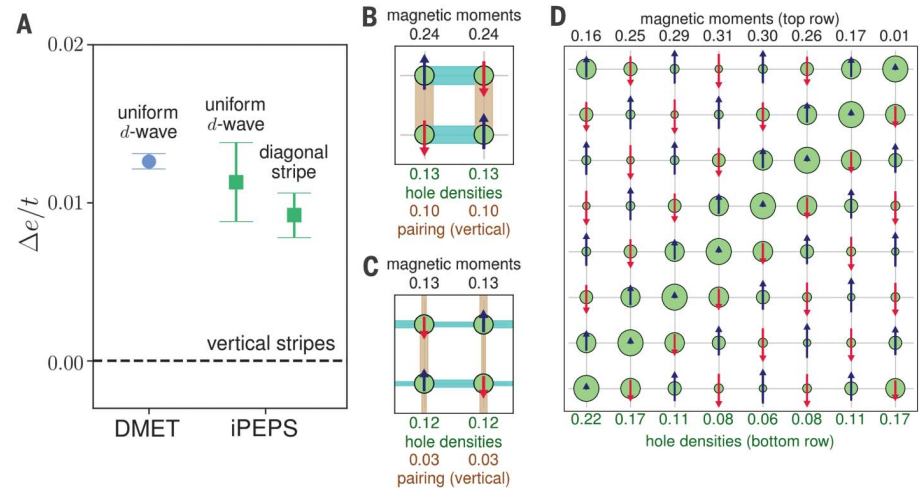 A
0.02
0.01
0.00
Δe/t
uniform
d-wave
uniform
d-wave
diagonal
stripe
vertical stripes
DMET
iPEPS
B
magnetic moments
0.24 0.24
0.13 0.13
hole densities
0.10 0.10
pairing (vertical)
C
magnetic moments
0.13 0.13
0.12 0.12
hole densities
0.03 0.03
pairing (vertical)
D
magnetic moments (top row)
0.16 0.25 0.29 0.31 0.30 0.26 0.17 0.01
0.22 0.17 0.11 0.08 0.06 0.08 0.11 0.17
hole densities (bottom row)